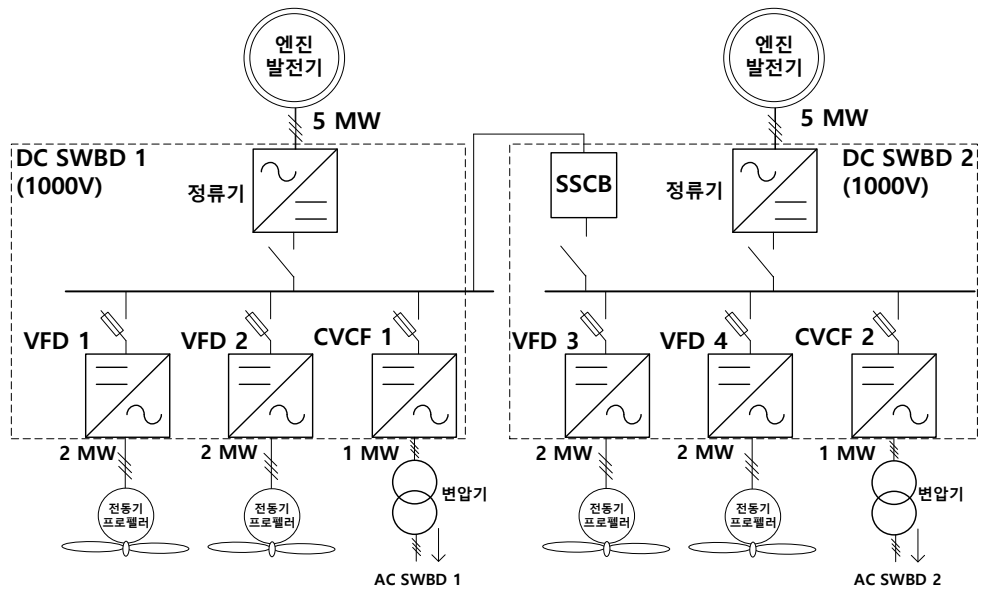 엔진
발전기
엔진
발전기
5 MW
5 MW
DC SWBD 1
(1000V)
정류기
SSCB
정류기
DC SWBD 2
(1000V)
VFD 1
VFD 2
CVCF 1
VFD 3
VFD 4
CVCF 2
2 MW
2 MW
1 MW
2 MW
2 MW
1 MW
전동기
프로펠러
전동기
프로펠러
변압기
전동기
프로펠러
전동기
프로펠러
변압기
AC SWBD 1
AC SWBD 2